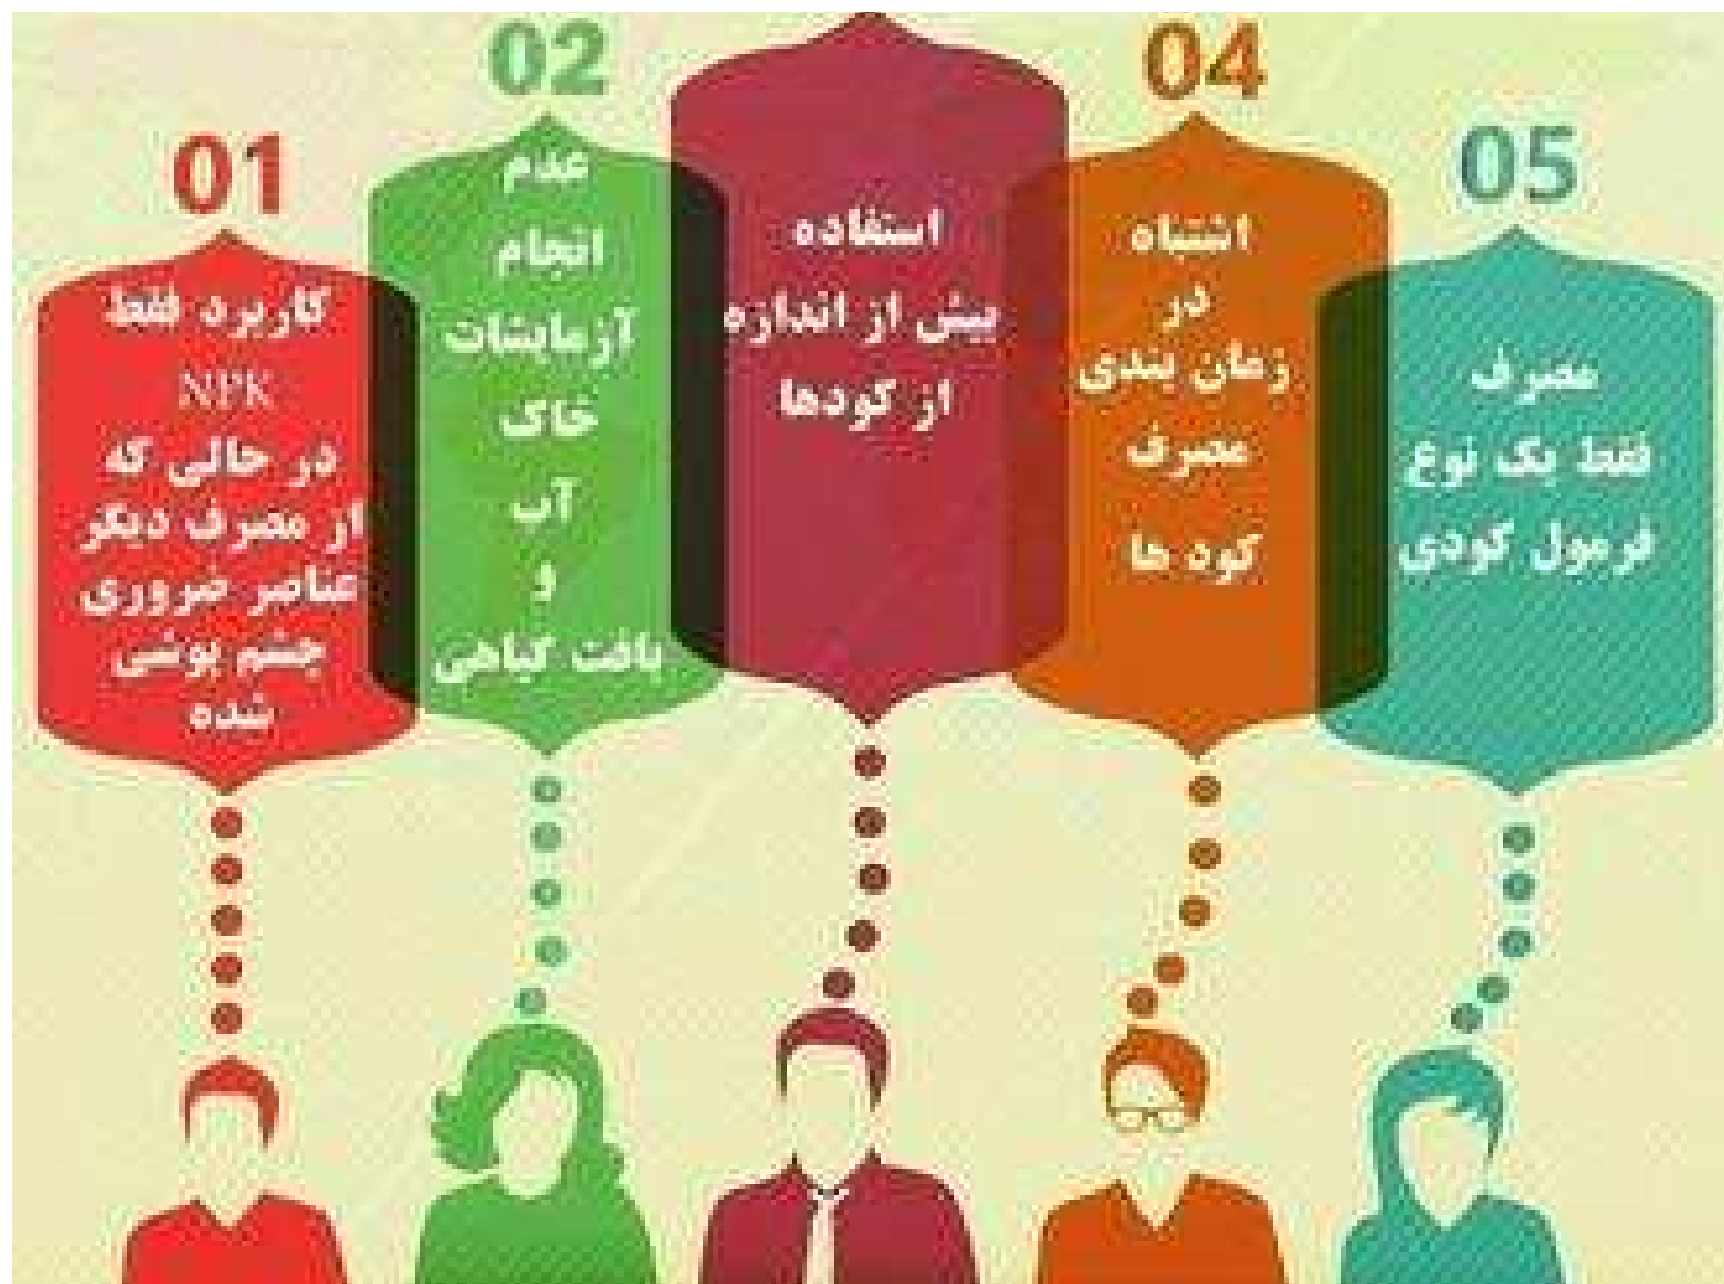 01
کاربرد فقط
NPK
در حالی که
از مصرف دیگر
عناصر ضروری
چشم پوشی
شده
02
عدم
انجام
آزمایشات
خاک
آب
و
بافت گیاهی
استفاده
بیش از اندازه
از کودها
04
اشتباه
در
زمان بندی
مصرف
کود ها
05
مصرف
فقط یک نوع
فرمول کودی